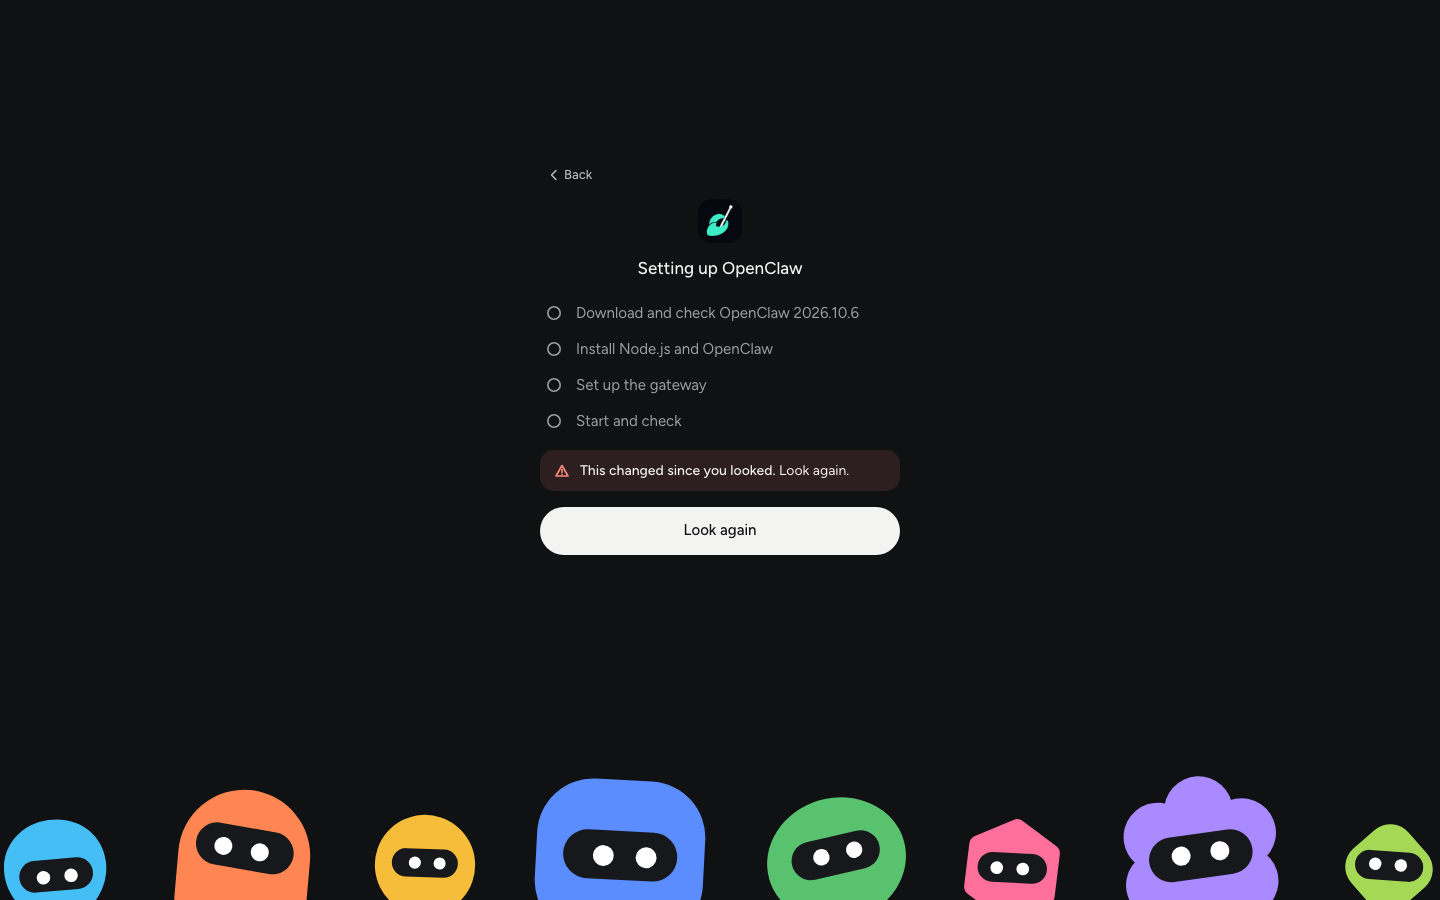 Back
Setting up OpenClaw
Download and check OpenClaw 2026.10.6
Install Node.js and OpenClaw
Set up the gateway
Start and check
This changed since you looked. Look again.
Look again